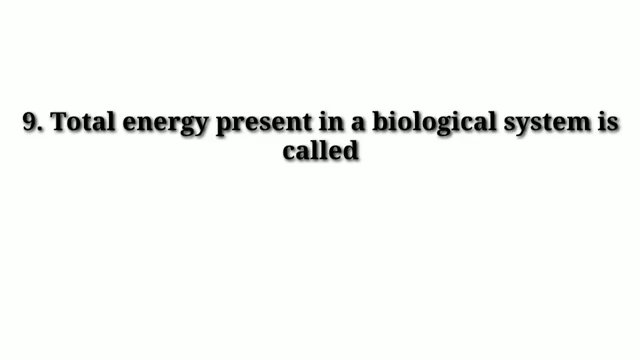 9. Total energy present in a biological system is
called